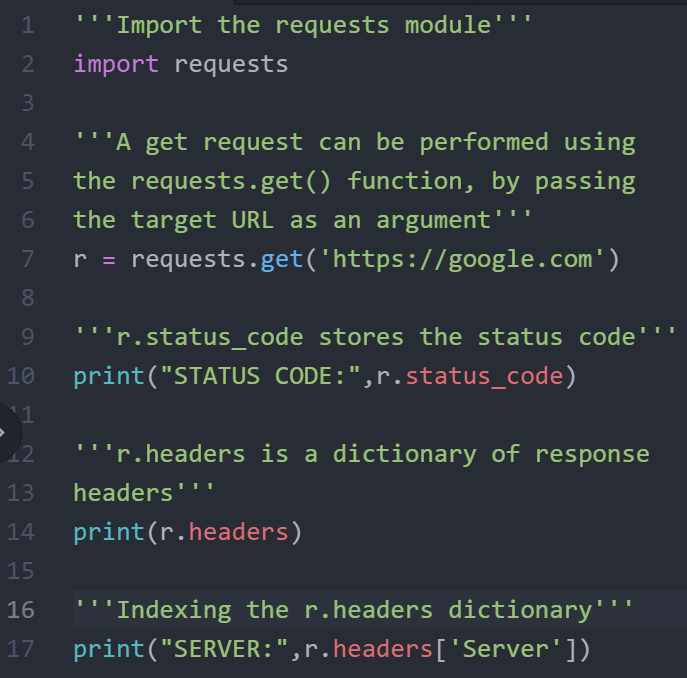 1 '''Import the requests module'''
2 import requests
3
4 '''A get request can be performed using
5 the requests.get() function, by passing
6 the target URL as an argument'''
7 r = requests.get('https://google.com')
8
9 '''r.status_code stores the status code'''
10 print("STATUS CODE:",r.status_code)
11
12 '''r.headers is a dictionary of response
13 headers'''
14 print(r.headers)
15
16 '''Indexing the r.headers dictionary'''
17 print("SERVER:",r.headers['Server'])